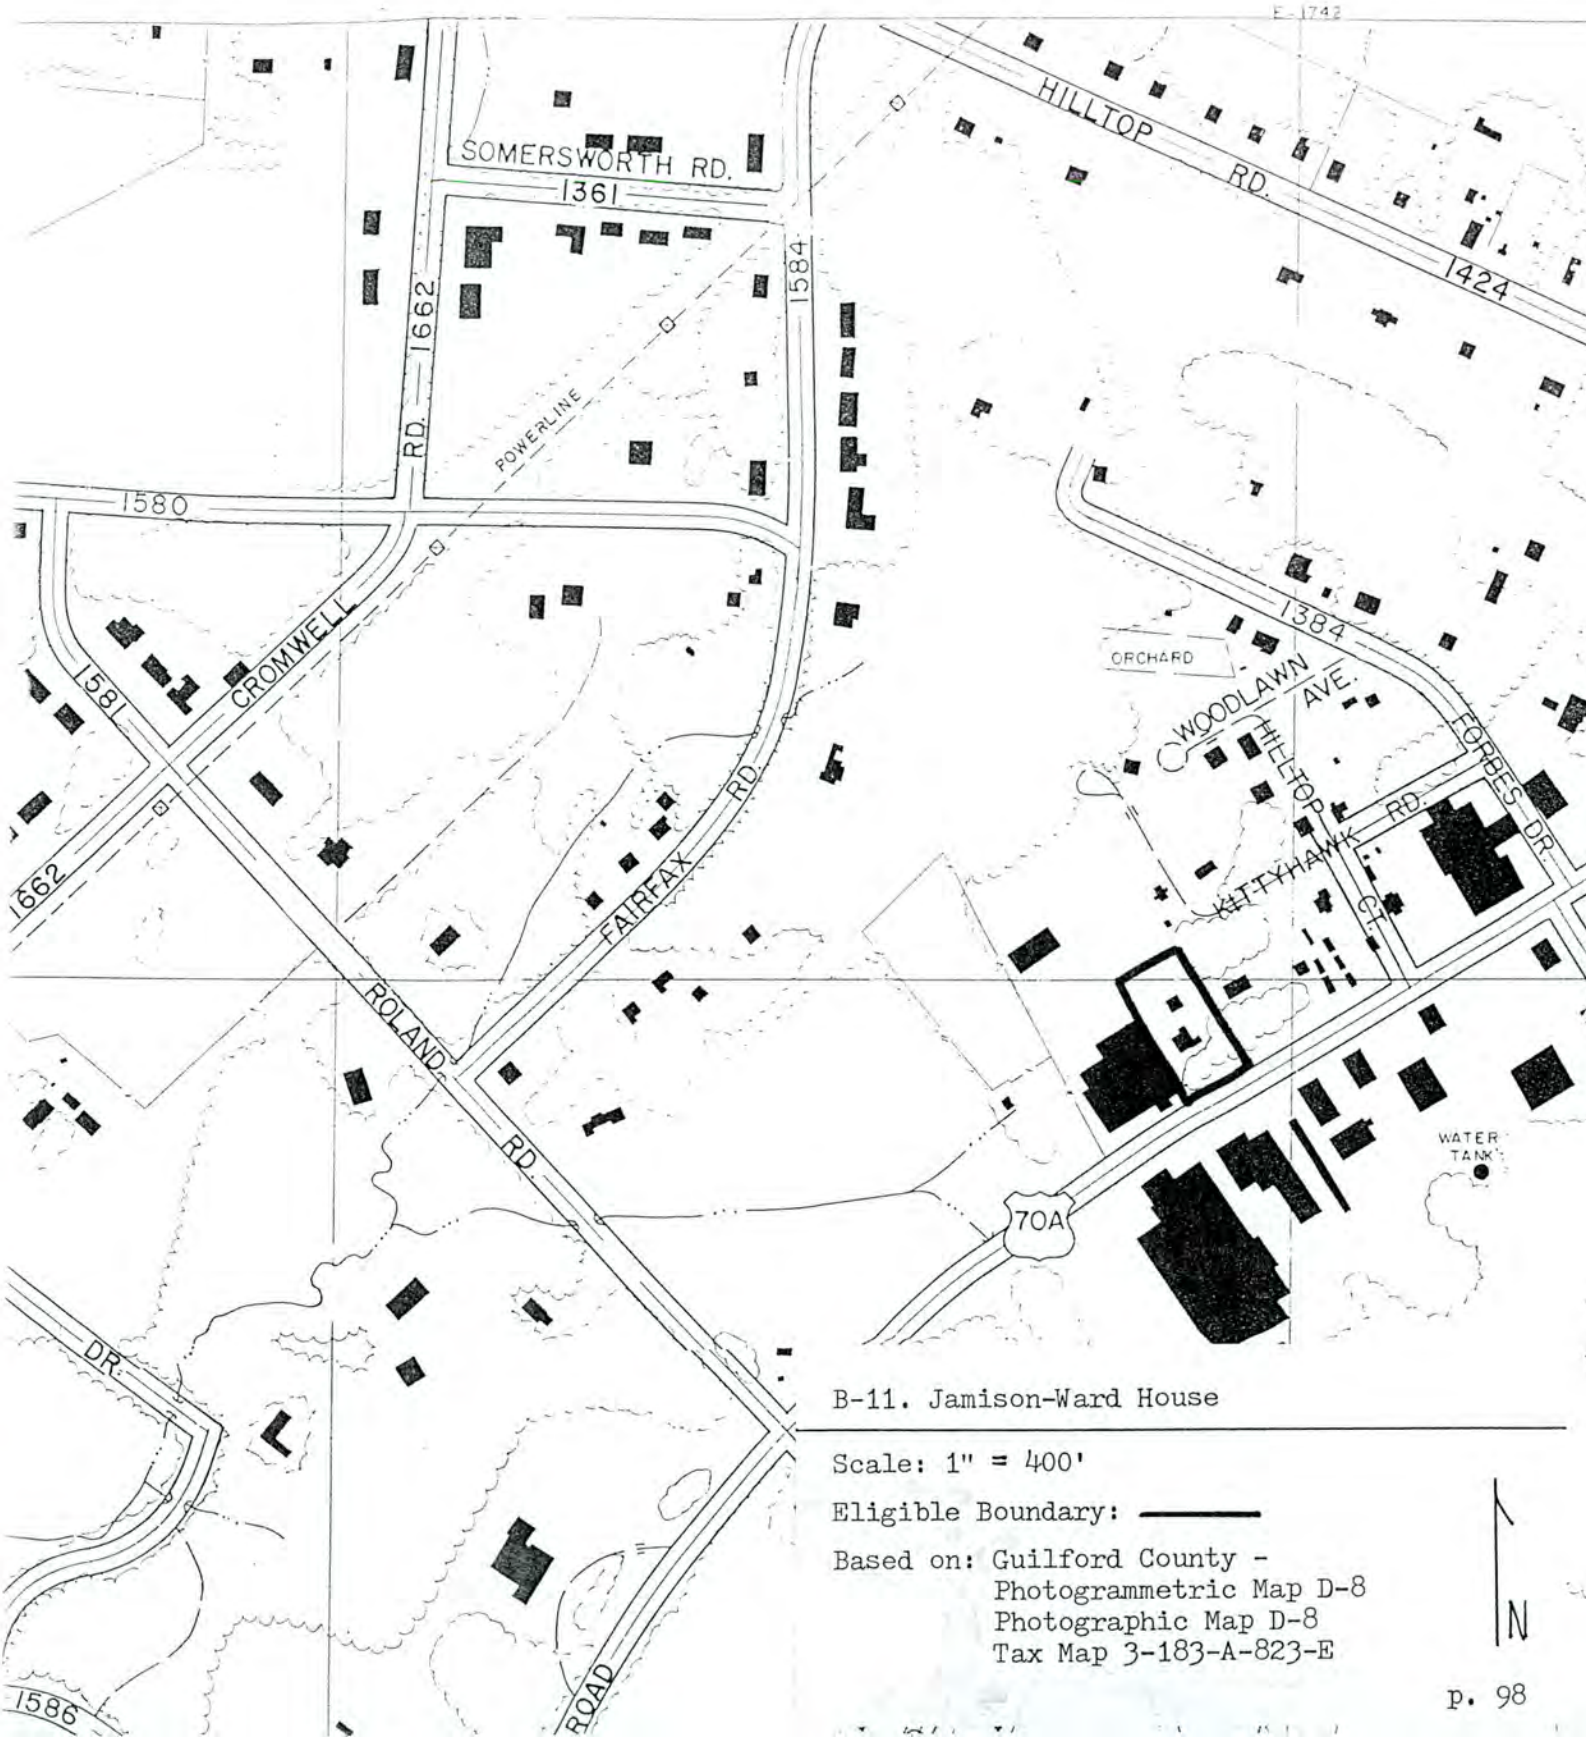 E-1742
HILLTOP RD.
1424
SOMERSWORTH RD.
1361
1584
1662
RD.
POWERLINE
1580
CROMWELL
1581
1662
1384
ORCHARD
WOODLAWN
AVE.
HILLTOP
CT.
FORBES DR.
KITTYHAWK RD.
FAIRFAX RD.
ROLAND RD.
70A
WATER
TANK
DR.
1586
ROAD
B-11. Jamison-Ward House
Scale: 1" = 400'
Eligible Boundary:
Based on: Guilford County -
Photogrammetric Map D-8
Photographic Map D-8
Tax Map 3-183-A-823-E
N
p. 98